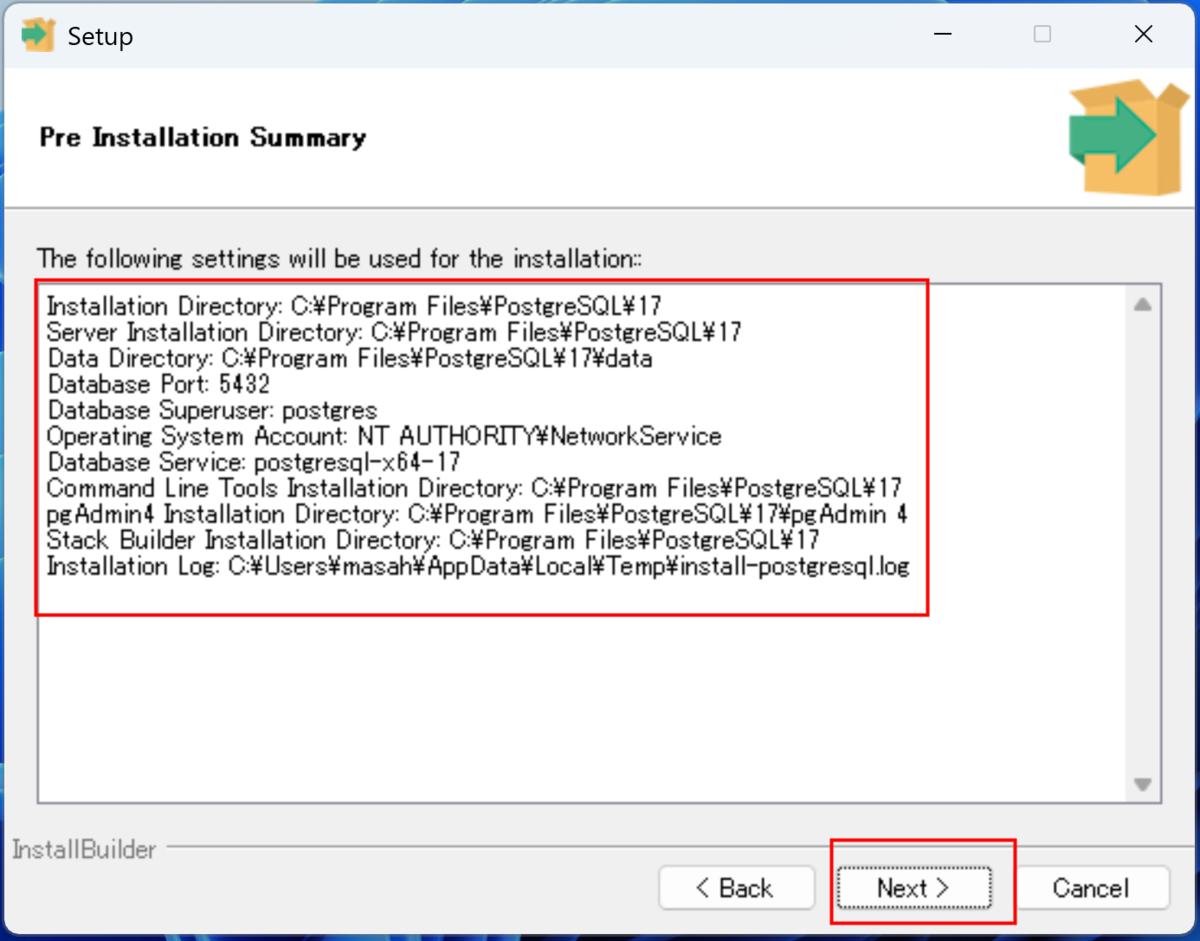 Setup
Pre Installation Summary
The following settings will be used for the installation::
Installation Directory: C:¥Program Files¥PostgreSQL¥17
Server Installation Directory: C:¥Program Files¥PostgreSQL¥17
Data Directory: C:¥Program Files¥PostgreSQL¥17¥data
Database Port: 5432
Database Superuser: postgres
Operating System Account: NT AUTHORITY¥NetworkService
Database Service: postgresql-x64-17
Command Line Tools Installation Directory: C:¥Program Files¥PostgreSQL¥17
pgAdmin4 Installation Directory: C:¥Program Files¥PostgreSQL¥17¥pgAdmin 4
Stack Builder Installation Directory: C:¥Program Files¥PostgreSQL¥17
Installation Log: C:¥Users¥masah¥AppData¥Local¥Temp¥install-postgresql.log
InstallBuilder
< Back
Next >
Cancel